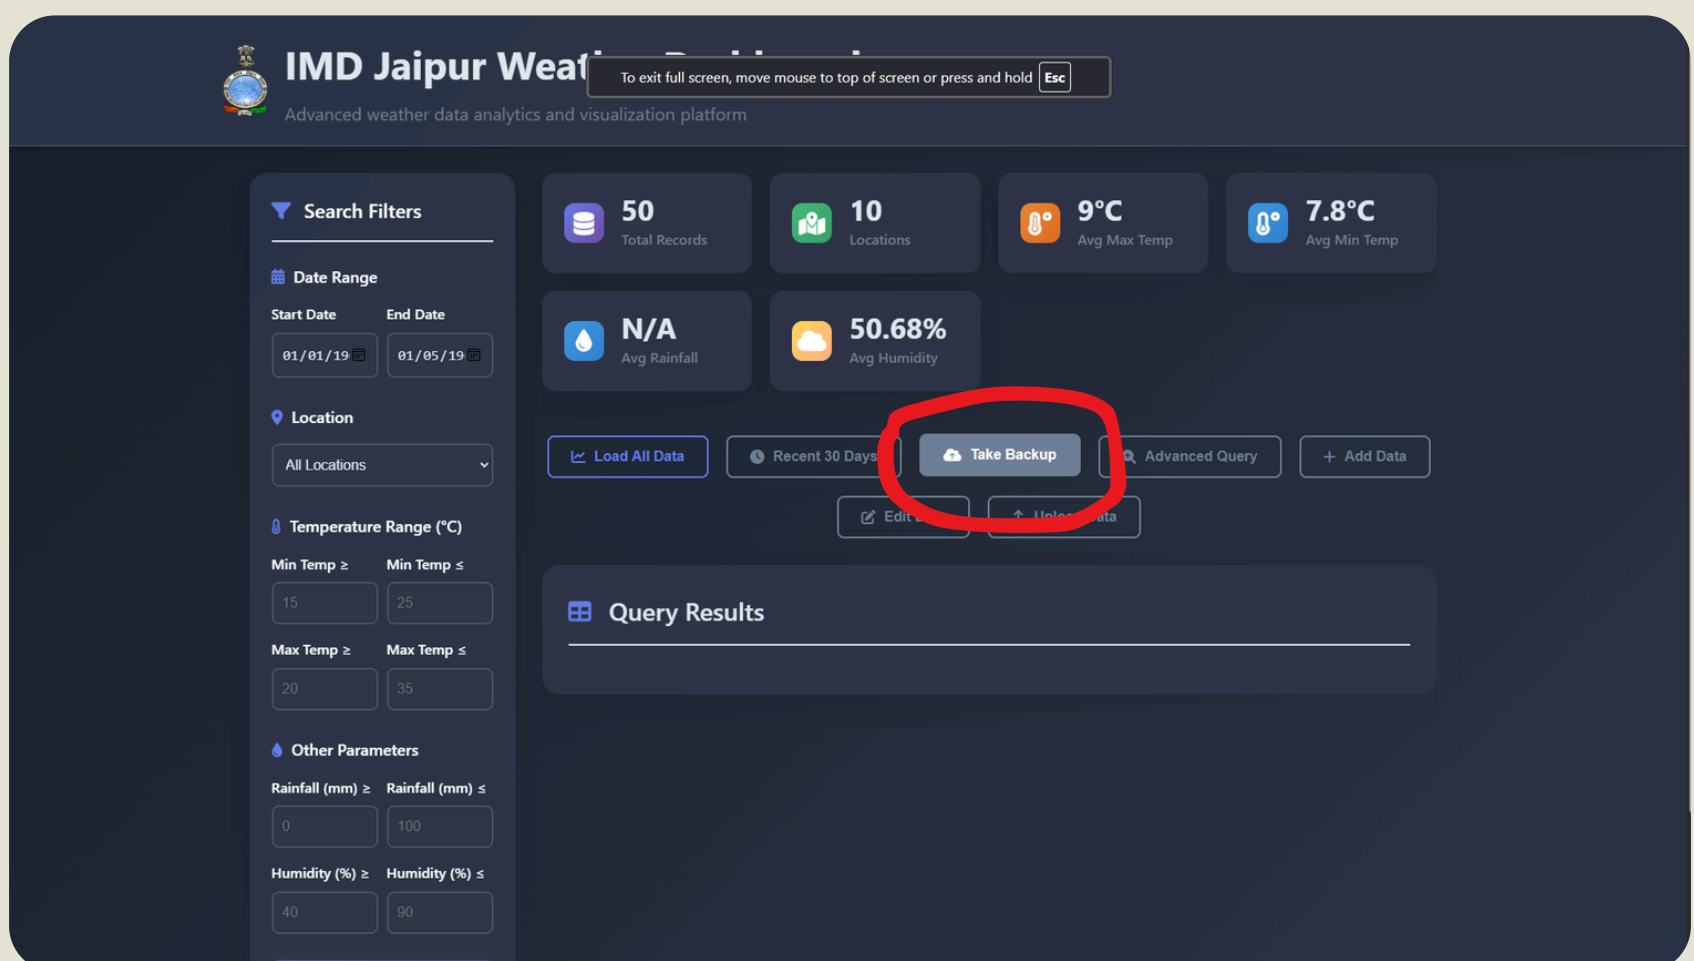 IMD Jaipur
To exit full screen, move mouse to top of screen or press and hold Esc
Advanced weather data analytics and visualization platform
Search Filters
Date Range
Start Date End Date
01/01/19 01/05/19
Location
All Locations
Temperature Range (°C)
Min Temp ≥ Min Temp ≤
15 25
Max Temp ≥ Max Temp ≤
20 35
Other Parameters
Rainfall (mm) ≥ Rainfall (mm) ≤
0 100
Humidity (%) ≥ Humidity (%) ≤
40 90
50
Total Records
10
Locations
9°C
Avg Max Temp
7.8°C
Avg Min Temp
N/A
Avg Rainfall
50.68%
Avg Humidity
Load All Data Recent 30 Days Take Backup Advanced Query + Add Data
Edit
Query Results